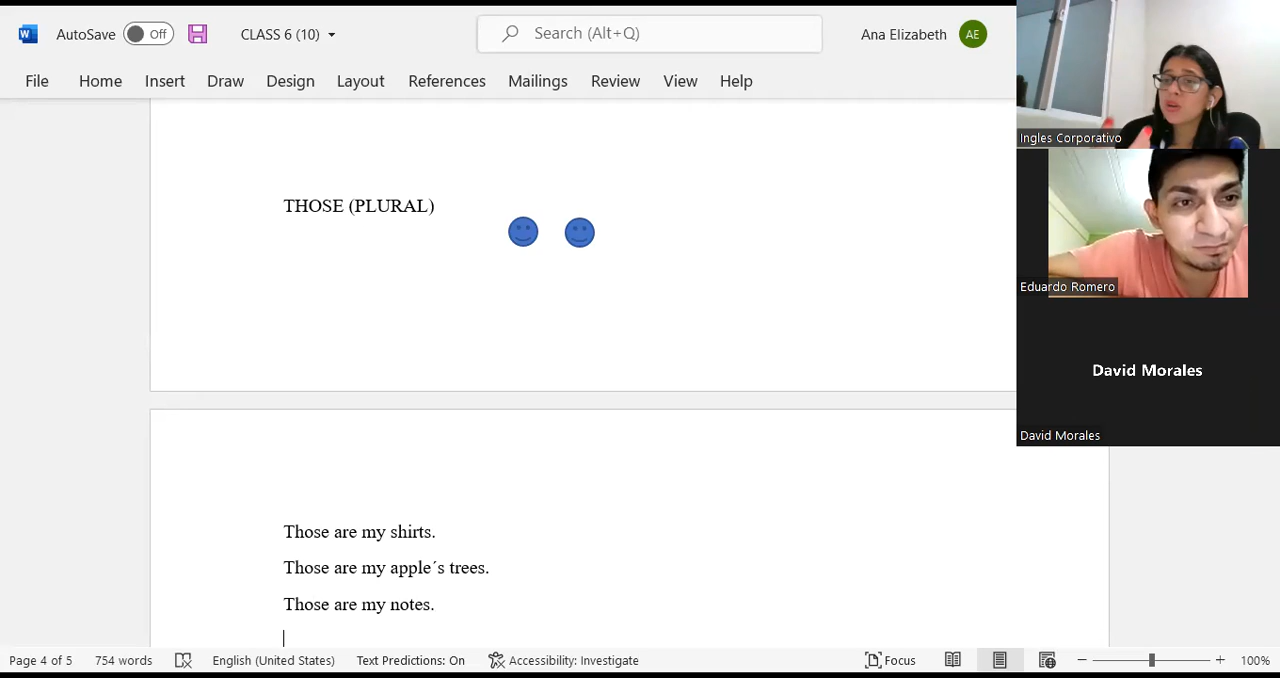 AutoSave Off CLASS 6 (10) Search (Alt+Q) Ana Elizabeth AE
File Home Insert Draw Design Layout References Mailings Review View Help
Ingles Corporativo
THOSE (PLURAL)
Eduardo Romero
David Morales
David Morales
Those are my shirts.
Those are my apple´s trees.
Those are my notes.
Page 4 of 5 754 words English (United States) Text Predictions: On Accessibility: Investigate Focus 100%